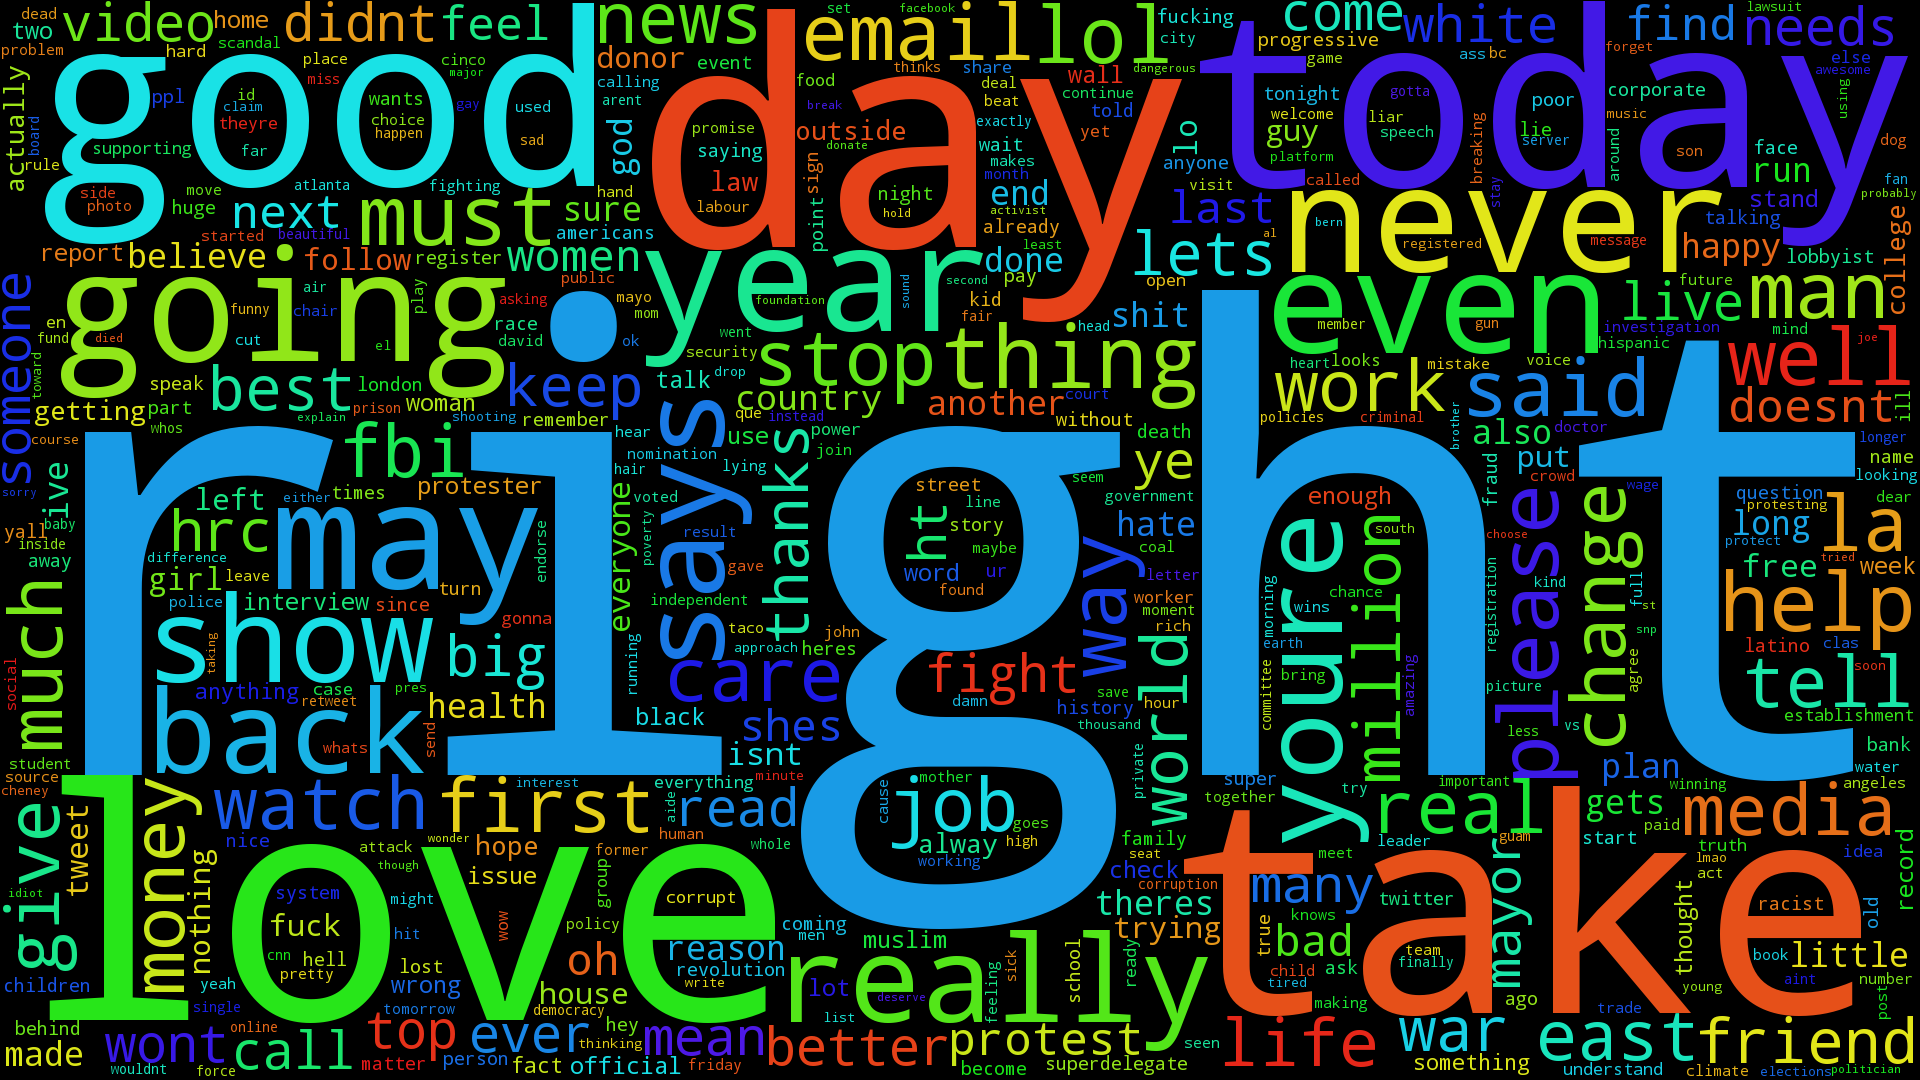 right
good
day
today
love
take
going
year
never
even
may
back
show
really
news
email
lol
video
didnt
feel
come
white
find
needs
donor
home
two
dead
problem
hard
scandal
place
miss
cinco
major
calling
event
food
set
facebook
thinks
share
deal
beat
wall
continue
told
yet
dangerous
fucking
city
progressive
game
ass
bc
forget
lawsuit
else
awesome
using
actually
board
ppl
id
claim
theyre
far
wants
choice
happen
gay
used
sad
arent
god
promise
saying
law
labour
outside
donate
break
exactly
wait
makes
month
night
hold
point
sign
end
activist
already
least
done
lo
anyone
visit
tonight
welcome
guy
platform
called
liar
speech
gotta
breaking
stay
poor
lie
server
son
music
around
corporate
face
run
stand
dog
fan
probably
supporting
rule
side
photo
move
huge
atlanta
fighting
next
started
beautiful
must
hand
sure
americans
women
report
believe
follow
register
public
last
lets
al
bern
registered
message
talking
happy
lobbyist
college
someone
en
fund
died
air
funny
chair
cut
el
play
asking
race
david
mayo
mom
ok
foundation
went
security
drop
sound
second
kid
fair
pay
head
open
shit
member
gun
future
live
man
investigation
hispanic
mind
joe
toward
getting
speak
part
whos
best
explain
london
prison
woman
shooting
keep
remember
talk
que
instead
country
stop
thing
another
court
without
heart
looks
mistake
work
policies
criminal
voice
said
brother
doctor
well
doesnt
ill
longer
sorry
course
ive
yall
baby
inside
away
fbi
left
hrc
either
times
protester
difference
girl
leave
turn
endorse
hear
hair
nomination
voted
everyone
poverty
says
lying
use
power
join
result
gave
thanks
street
line
story
ht
maybe
word
ur
found
death
ye
seem
government
hate
coal
letter
worker
way
moment
rich
enough
also
put
fraud
crowd
wage
south
name
looking
question
dear
protesting
long
la
protect
choose
tried
week
much
police
interview
since
gonna
taking
big
independent
taco
john
approach
heres
running
morning
wins
earth
chance
youre
million
registration
please
kind
change
full
st
snp
free
help
latino
clas
agree
soon
tell
social
anything
case
pres
retweet
health
whats
send
care
black
shes
isnt
fight
damn
save
history
hour
thousand
world
committee
bring
amazing
picture
less
vs
establishment
bank
student
source
cheney
money
watch
first
interest
everything
minute
read
aide
cause
mother
job
goes
alway
high
working
private
super
together
try
important
real
plan
gets
winning
water
angeles
media
give
tweet
nothing
nice
attack
though
wonder
hope
issue
former
human
whole
group
family
seat
check
corruption
leader
meet
guam
start
paid
truth
lmao
act
idea
record
idiot
system
fuck
might
hit
wow
corrupt
policy
coming
men
reason
revolution
write
muslim
theres
trying
many
knows
twitter
true
bad
team
finally
mayor
thought
racist
old
book
little
children
yeah
cnn
hell
pretty
lost
wrong
oh
house
lot
list
deserve
feeling
sick
school
ready
child
tired
ask
making
ago
young
aint
number
post
behind
single
online
tomorrow
democracy
hey
thinking
made
wont
wouldnt
call
force
top
matter
ever
person
fact
official
mean
friday
better
protest
become
superdelegate
seen
life
war
something
trade
east
understand
climate
elections
friend
politician